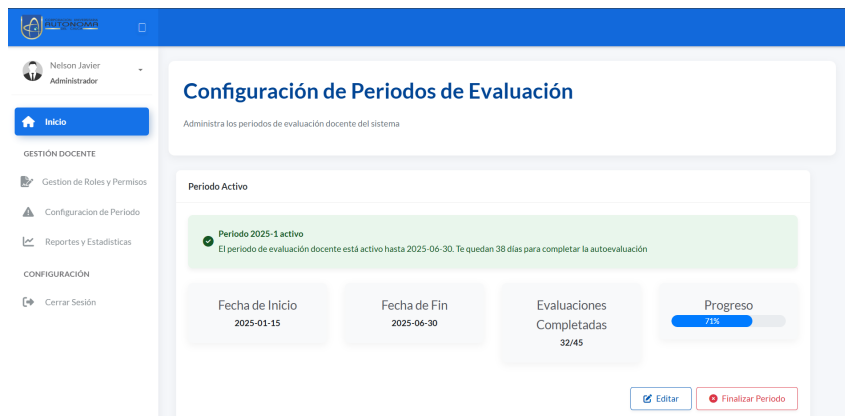 AUTONOMA
Nelson Javier
Administrador
Inicio
GESTIÓN DOCENTE
Gestion de Roles y Permisos
Configuracion de Periodo
Reportes y Estadisticas
CONFIGURACIÓN
Cerrar Sesión
Configuración de Periodos de Evaluación
Administra los periodos de evaluación docente del sistema
Periodo Activo
Periodo 2025-1 activo
El periodo de evaluación docente está activo hasta 2025-06-30. Te quedan 38 días para completar la autoevaluación
Fecha de Inicio
2025-01-15
Fecha de Fin
2025-06-30
Evaluaciones
Completadas
32/45
Progreso
71%
Editar
Finalizar Periodo